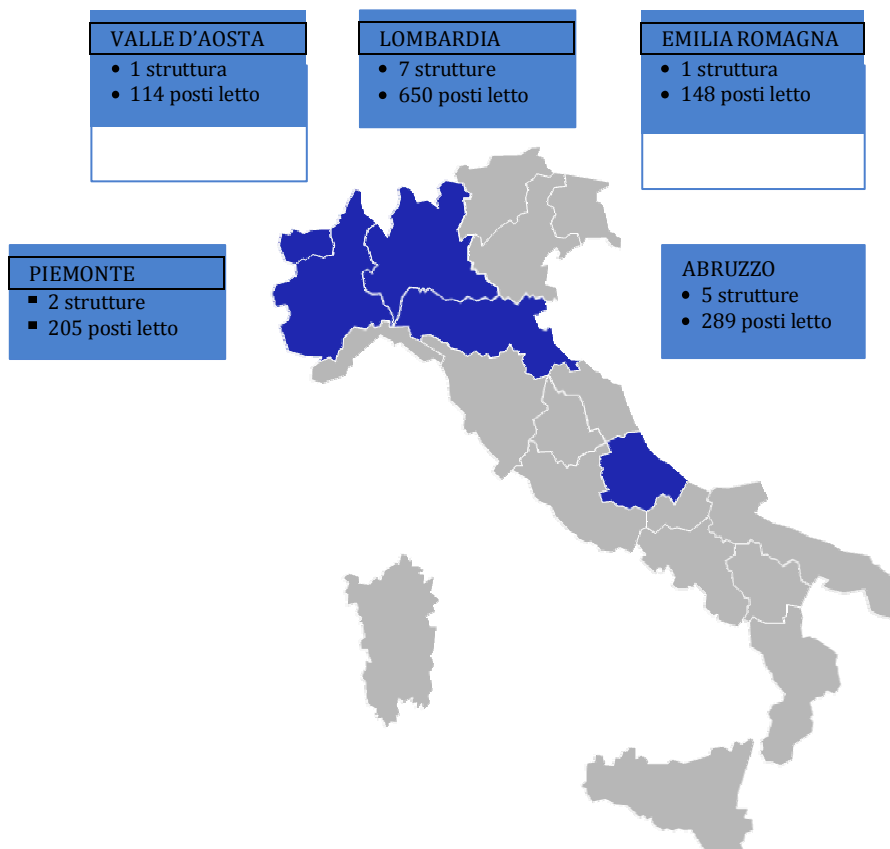 VALLE D'AOSTA
• 1 struttura
• 114 posti letto
LOMBARDIA
• 7 strutture
• 650 posti letto
EMILIA ROMAGNA
• 1 struttura
• 148 posti letto
PIEMONTE
▪ 2 strutture
▪ 205 posti letto
ABRUZZO
• 5 strutture
• 289 posti letto